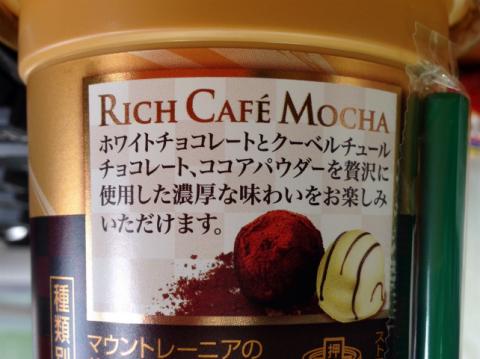 RICH CAFÉ MOCHA
ホワイトチョコレートとクーベルチュール
チョコレート、ココアパウダーを贅沢に
使用した濃厚な味わいをお楽しみ
いただけます。
種類別
マウントレーニアの
押
スト